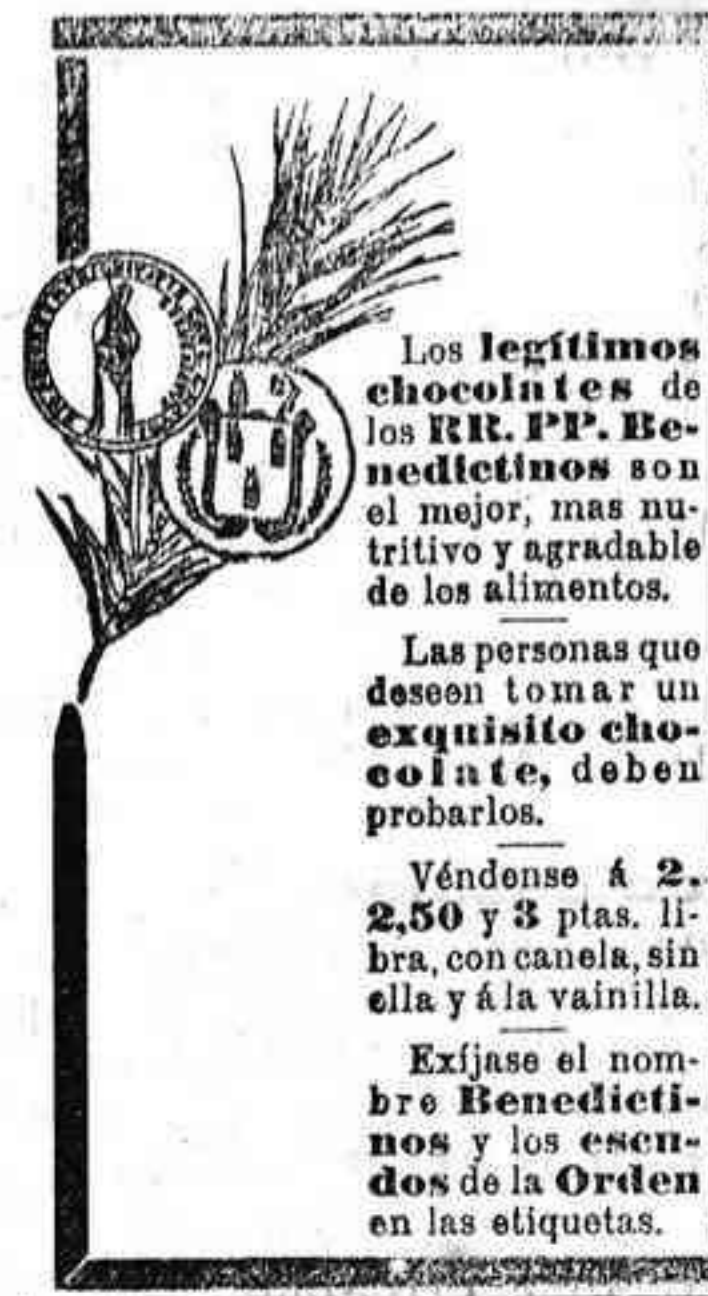 Los legítimos
chocolates de
los RR. PP. Be-
nedictinos son
el mejor, mas nu-
tritivo y agradable
de los alimentos.
Las personas que
deseen tomar un
exquisito cho-
colate, deben
probarlos.
Véndense á 2.
2,50 y 3 ptas. li-
bra, con canela, sin
ella y á la vainilla.
Exíjase el nom-
bre Benedicti-
nos y los escu-
dos de la Orden
en las etiquetas.